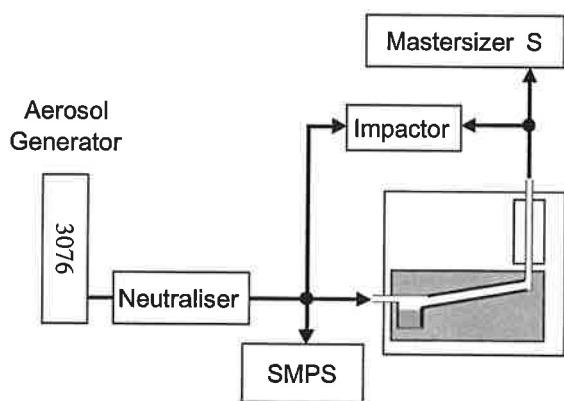 Mastersizer S
Aerosol
Generator
Impactor
3076
Neutraliser
SMPS